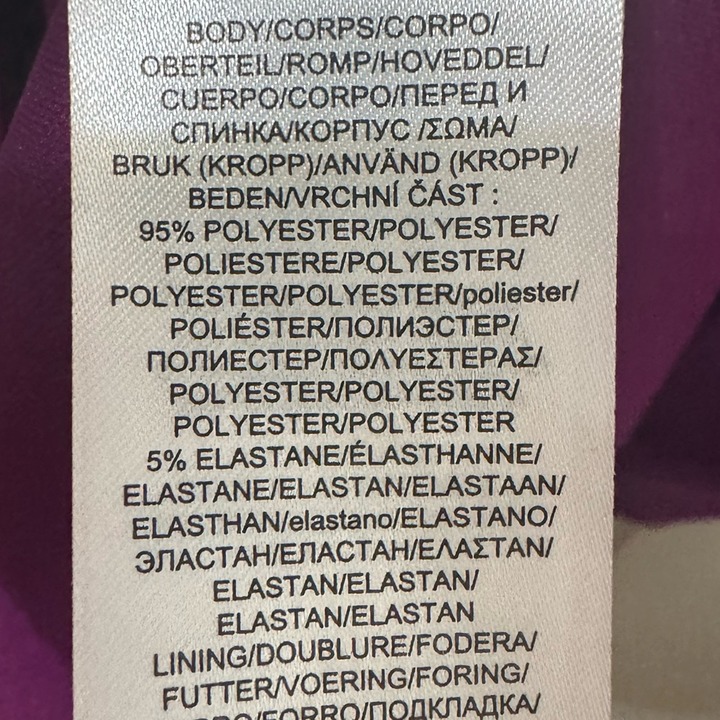 BODY/CORPS/CORPO/
OBERTEIL/ROMP/HOVEDDEL/
CUERPO/CORPO/ПЕРЕД И
СПИНКА/КОРПУС /ΣΩΜΑ/
BRUK (KROPP)/ANVÄND (KROPP)/
BEDEN/VRCHNÍ ČÁST :
95% POLYESTER/POLYESTER/
POLIESTERE/POLYESTER/
POLYESTER/POLYESTER/poliester/
POLIÉSTER/ПОЛИЭСТЕР/
ПОЛИЕСТЕР/ΠΟΛΥΕΣΤΕΡΑΣ/
POLYESTER/POLYESTER/
POLYESTER/POLYESTER
5% ELASTANE/ÉLASTHANNE/
ELASTANE/ELASTAN/ELASTAAN/
ELASTHAN/elastano/ELASTANO/
ЭЛАСТАН/ЕЛАСТАН/ΕΛΑΣΤΑΝ/
ELASTAN/ELASTAN/
ELASTAN/ELASTAN
LINING/DOUBLURE/FODERA/
FUTTER/VOERING/FORING/
/FORRO/ПОДКЛАДКА/